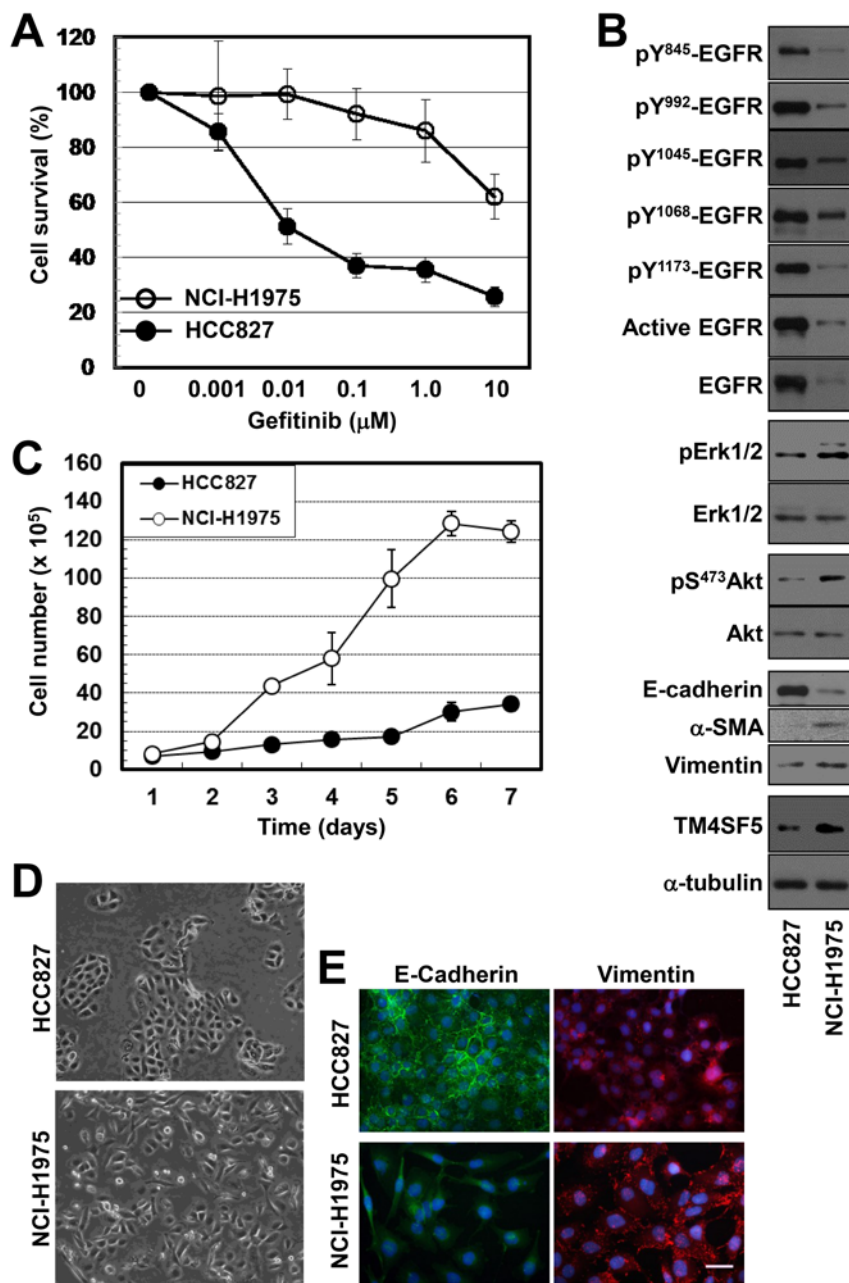 A
120
100
80
60
40
20
0
Cell survival (%)
NCI-H1975
HCC827
0 0.001 0.01 0.1 1.0 10
Gefitinib (μM)
B
pY⁸⁴⁵-EGFR
pY⁹⁹²-EGFR
pY¹⁰⁴⁵-EGFR
pY¹⁰⁶⁸-EGFR
pY¹¹⁷³-EGFR
Active EGFR
EGFR
pErk1/2
Erk1/2
pS⁴⁷³Akt
Akt
E-cadherin
α-SMA
Vimentin
TM4SF5
α-tubulin
HCC827
NCI-H1975
C
160
140
120
100
80
60
40
20
0
Cell number (x 10⁵)
HCC827
NCI-H1975
1 2 3 4 5 6 7
Time (days)
D
HCC827
NCI-H1975
E
E-Cadherin Vimentin
HCC827
NCI-H1975